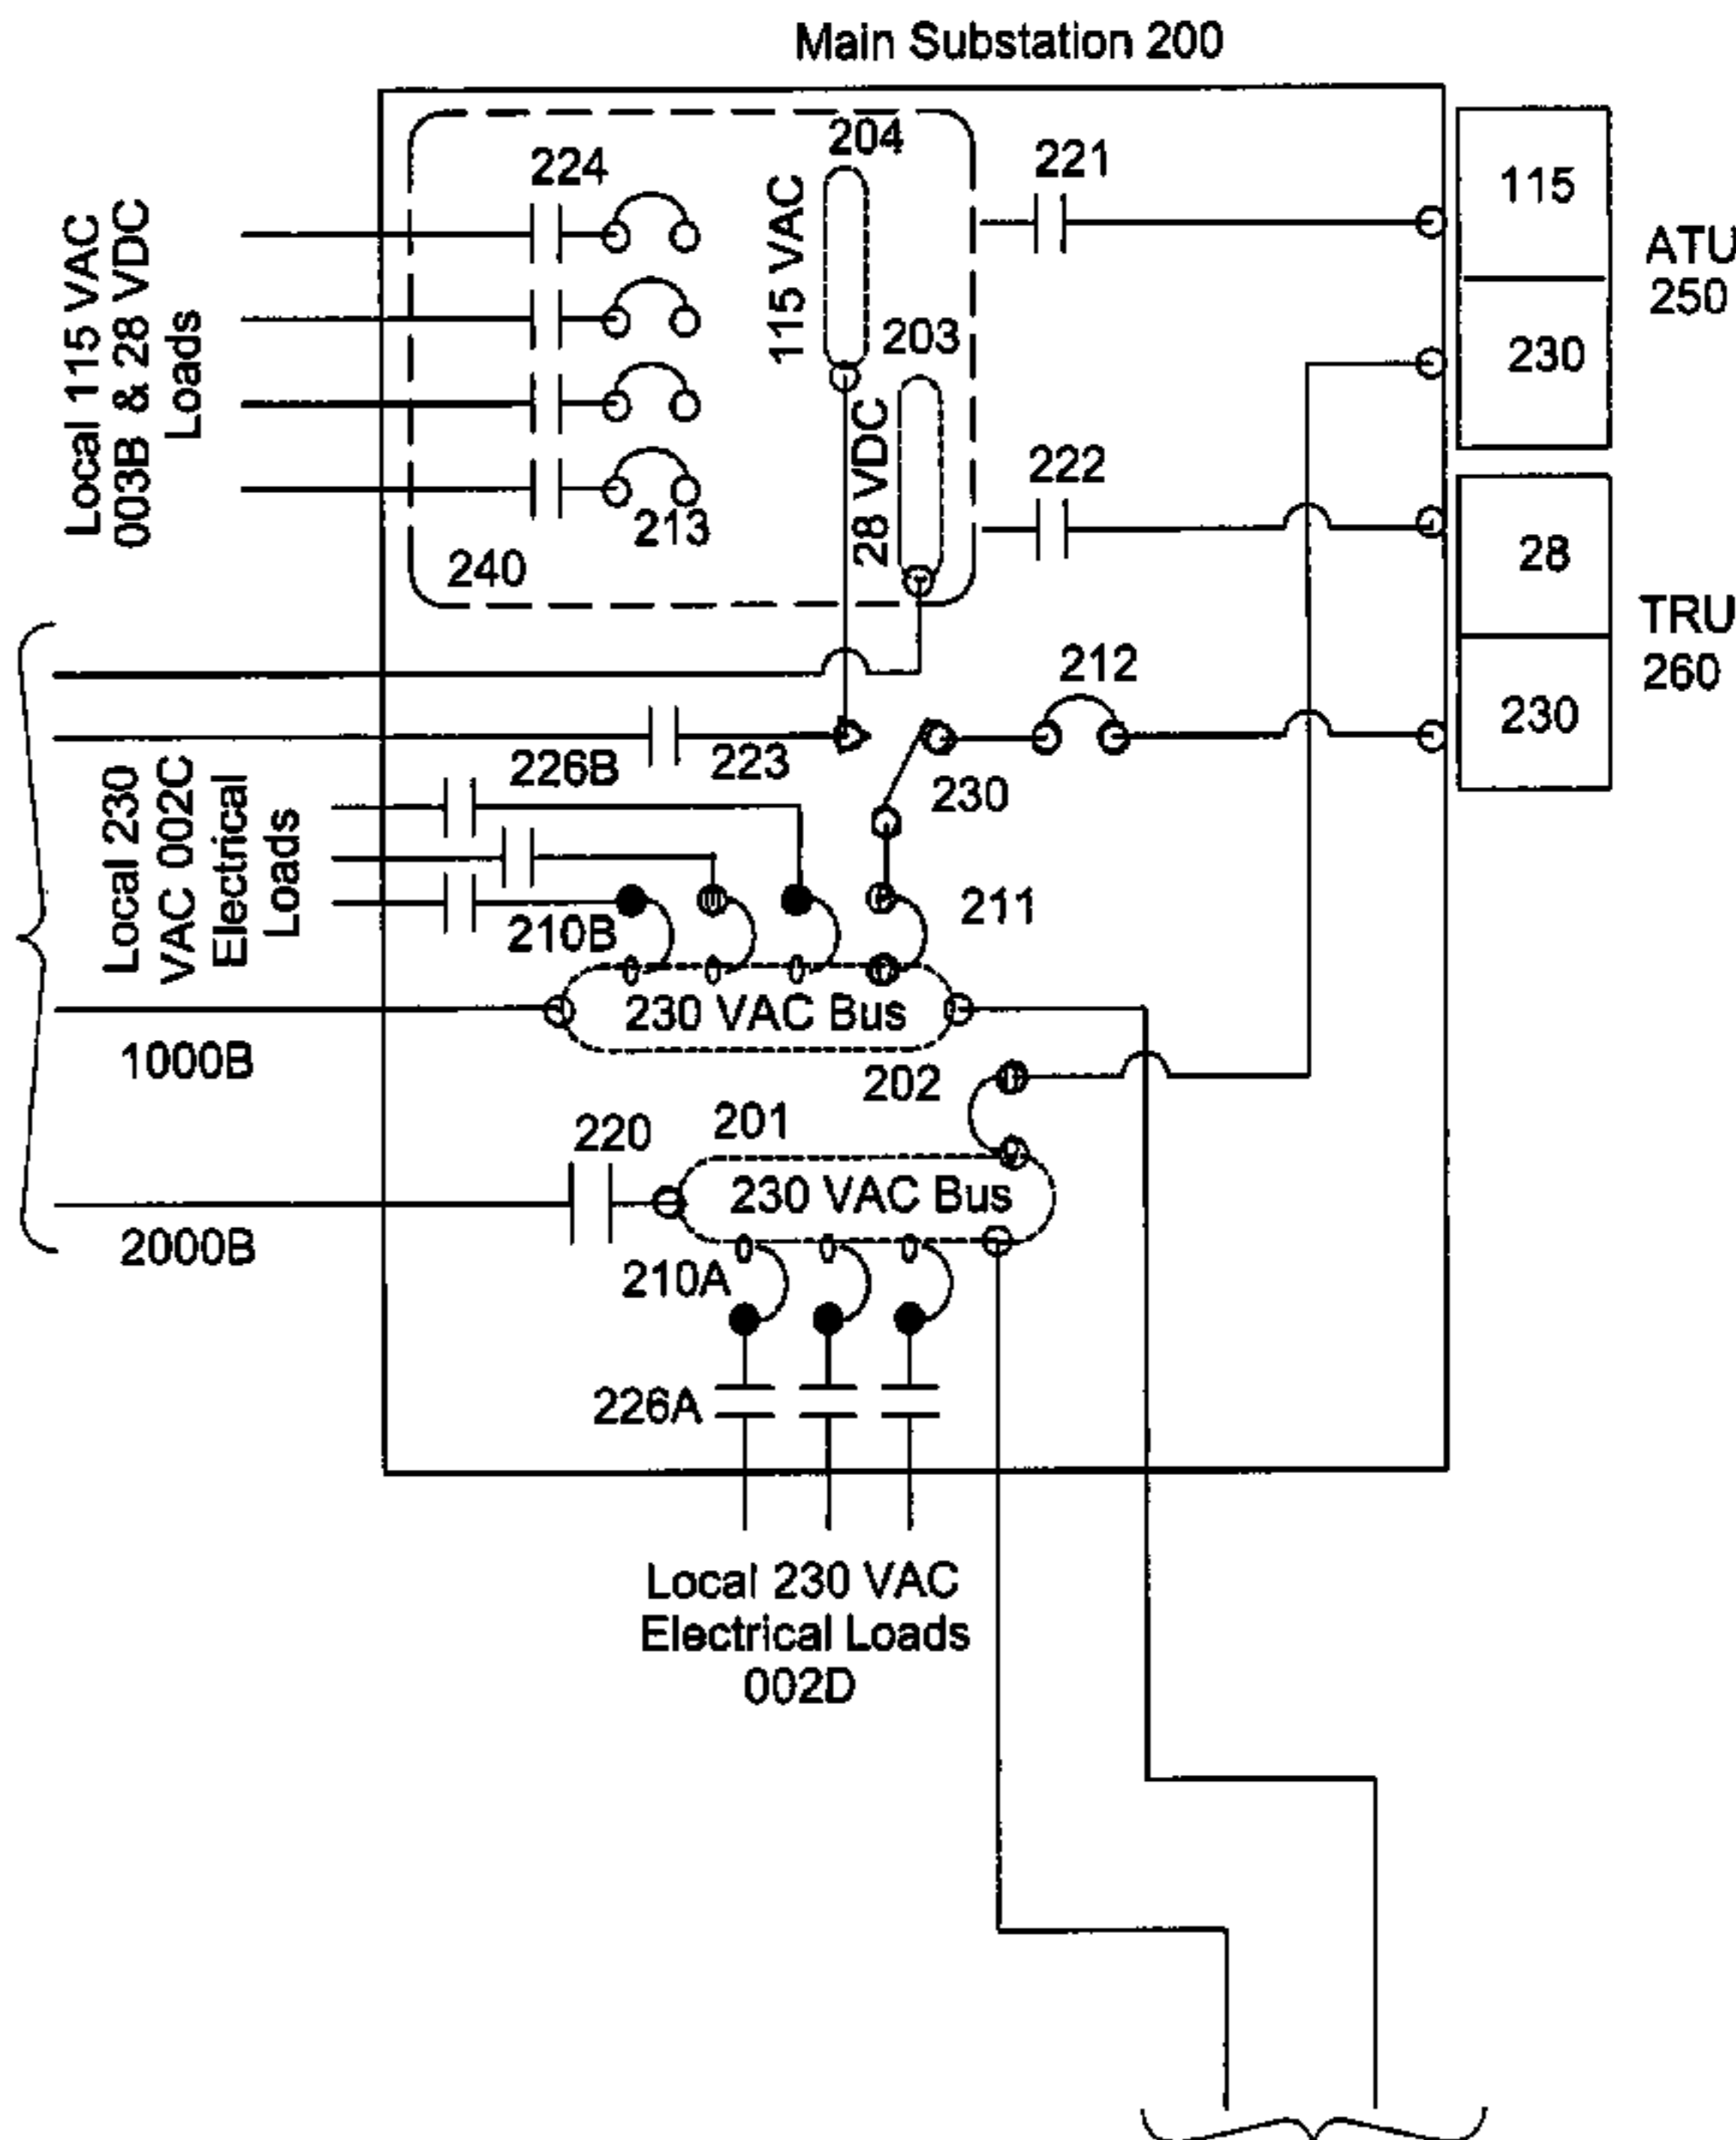 Main Substation 200
204
224
221
115
115 VAC
ATU
250
Local 115 VAC
003B & 28 VDC
Loads
203
230
28 VDC
222
213
28
240
TRU
260
212
230
226B
223
230
Local 230
VAC 002C
Electrical
Loads
211
210B
230 VAC Bus
1000B
202
201
220
230 VAC Bus
2000B
210A
226A
Local 230 VAC
Electrical Loads
002D